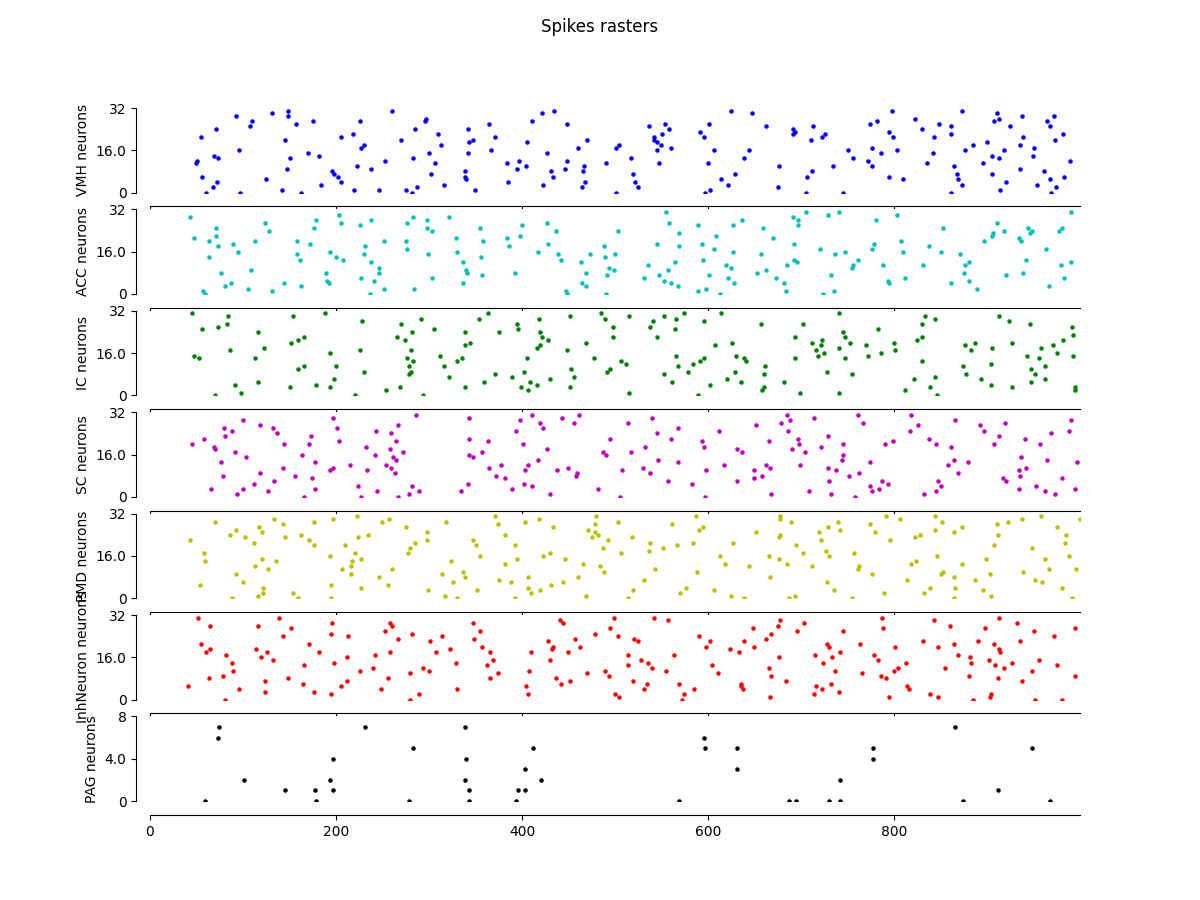 Spikes rasters
VMH neurons
32
16.0
0
ACC neurons
32
16.0
0
IC neurons
32
16.0
0
SC neurons
32
16.0
0
PMD neurons
32
16.0
0
InhNeuron neurons
32
16.0
0
PAG neurons
8
4.0
0
0 200 400 600 800